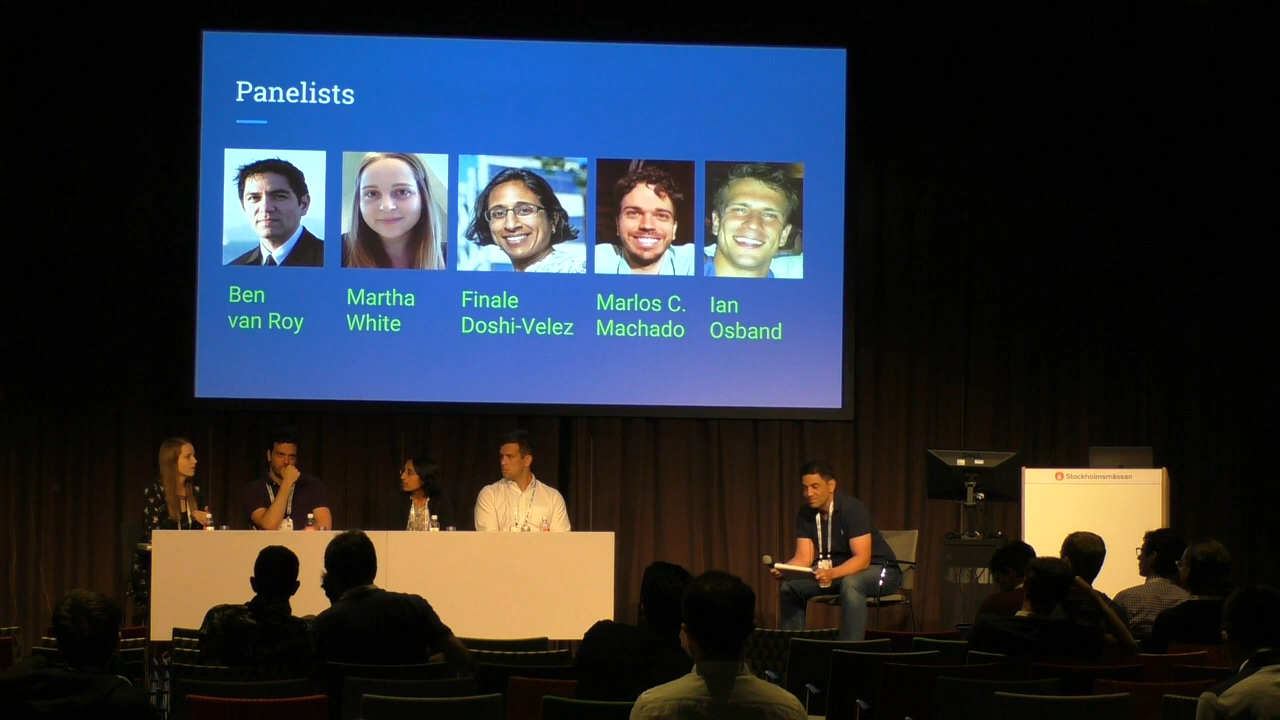 Panelists
Ben
van Roy
Martha
White
Finale
Doshi-Velez
Marlos C.
Machado
Ian
Osband
Stockholmsmässan